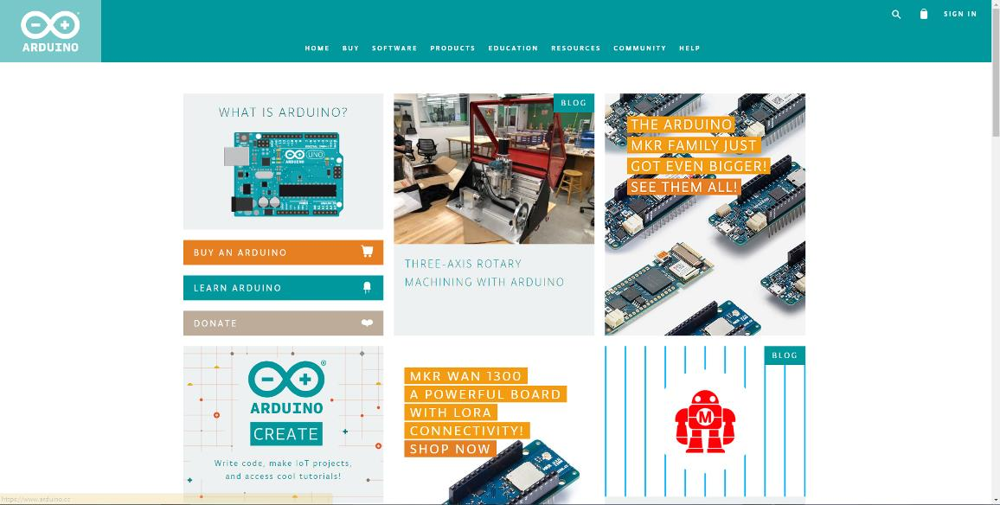 ARDUINO
SIGN IN
HOME BUY SOFTWARE PRODUCTS EDUCATION RESOURCES COMMUNITY HELP
WHAT IS ARDUINO?
ARDUINO UNO
BUY AN ARDUINO
LEARN ARDUINO
DONATE
BLOG
THREE-AXIS ROTARY
MACHINING WITH ARDUINO
THE ARDUINO
MKR FAMILY JUST
GOT EVEN BIGGER!
SEE THEM ALL!
ARDUINO
CREATE
Write code, make IoT projects,
and access cool tutorials!
MKR WAN 1300
A POWERFUL BOARD
WITH LORA
CONNECTIVITY!
SHOP NOW
BLOG
M
https://www.arduino.cc